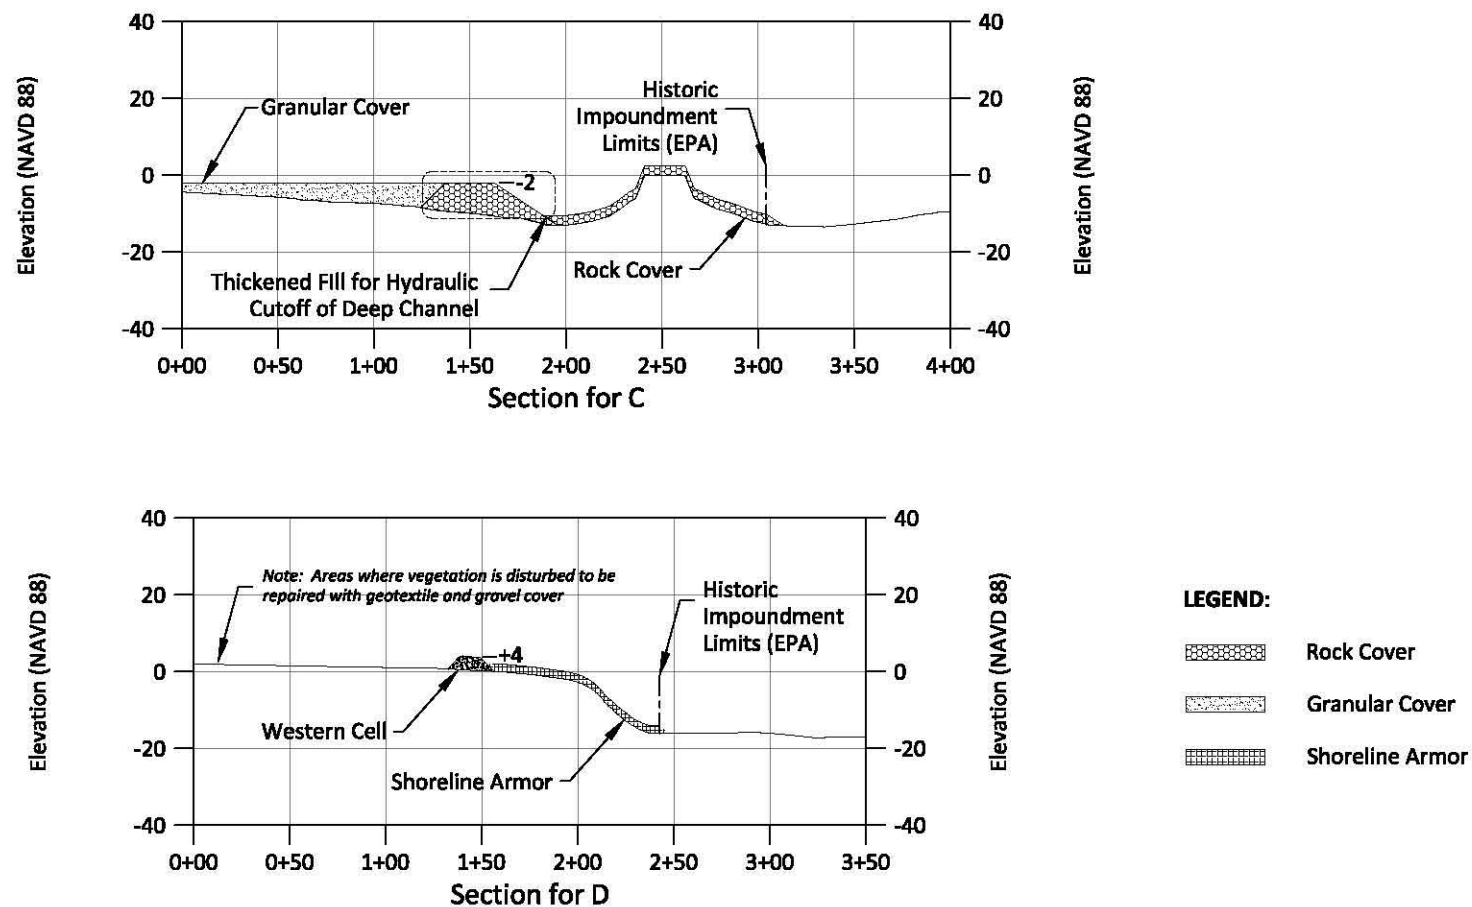 40
20
0
-20
-40
Elevation (NAVD 88)
Granular Cover
Historic
Impoundment
Limits (EPA)
-2
Thickened Fill for Hydraulic
Cutoff of Deep Channel
Rock Cover
40
20
0
-20
-40
Elevation (NAVD 88)
0+00 0+50 1+00 1+50 2+00 2+50 3+00 3+50 4+00
Section for C
40
20
0
-20
-40
Elevation (NAVD 88)
Note: Areas where vegetation is disturbed to be
repaired with geotextile and gravel cover
Historic
Impoundment
Limits (EPA)
+4
Western Cell
Shoreline Armor
40
20
0
-20
-40
Elevation (NAVD 88)
0+00 0+50 1+00 1+50 2+00 2+50 3+00 3+50
Section for D
LEGEND:
Rock Cover
Granular Cover
Shoreline Armor